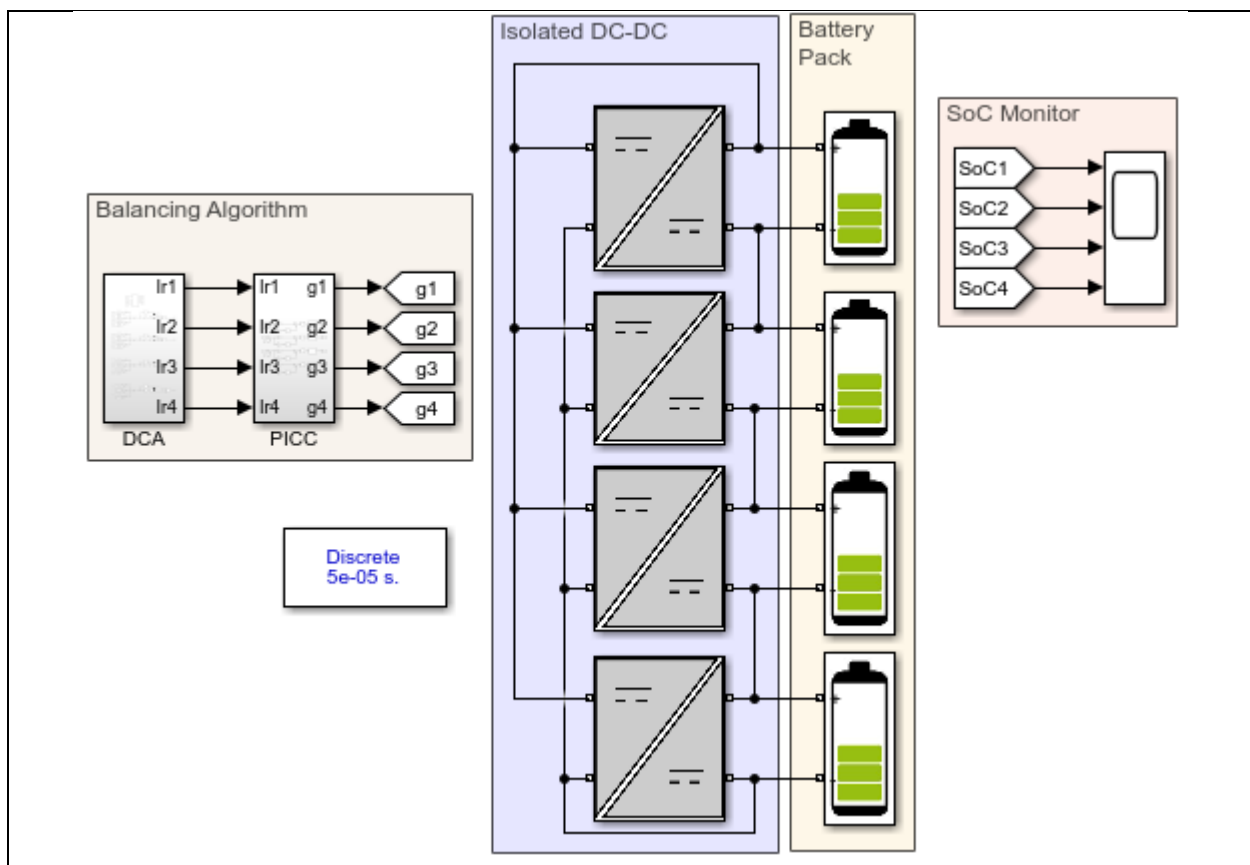 Isolated DC-DC
Battery
Pack
SoC Monitor
SoC1
SoC2
SoC3
SoC4
Balancing Algorithm
Ir1
Ir2
Ir3
Ir4
DCA
Ir1
Ir2
Ir3
Ir4
g1
g2
g3
g4
PICC
g1
g2
g3
g4
Discrete
5e-05 s.